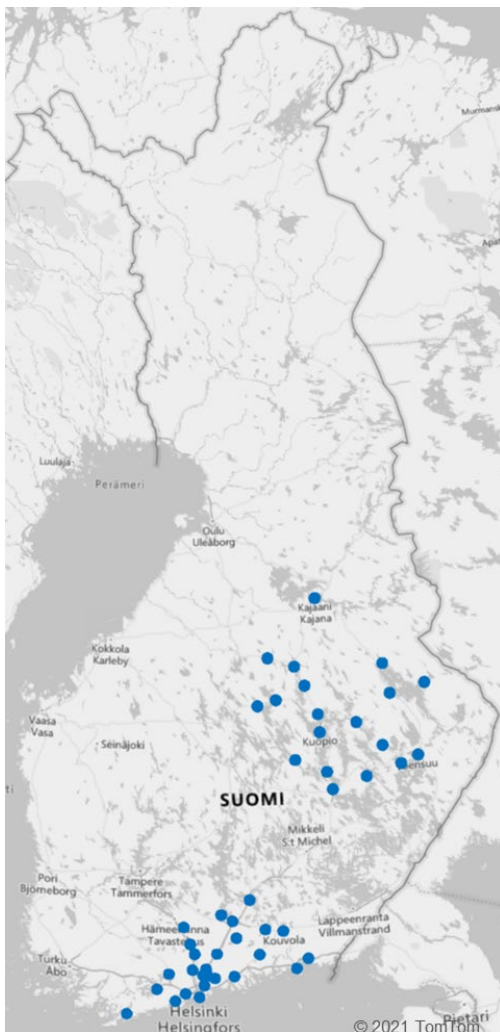 Murmansk
Luulaja
Perämeri
Oulu
Uleåborg
Kajaani
Kajana
Kokkola
Karleby
Vaasa
Vasa
Seinäjoki
Kuopio
SUOMI
Mikkeli
S:t Michel
Pori
Björneborg
Tampere
Tammerfors
Lappeenranta
Villmanstrand
Kouvola
Turku
Åbo
Helsinki
Helsingfors
Pietari
© 2021 TomTom